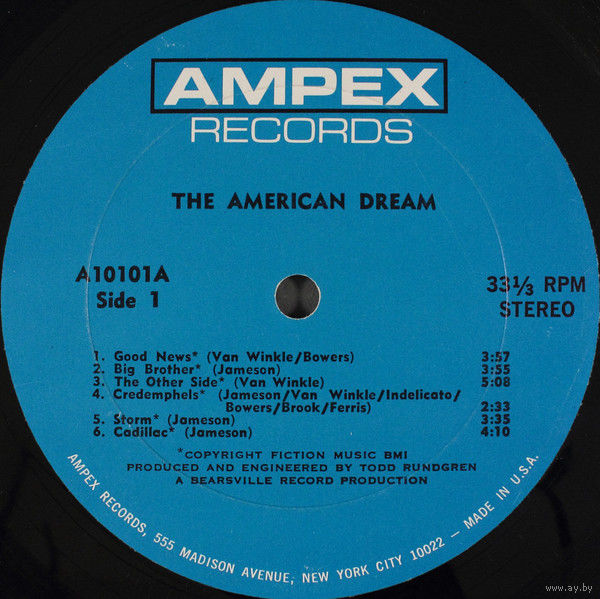 AMPEX
RECORDS
THE AMERICAN DREAM
A10101A
Side 1
33⅓ RPM
STEREO
1. Good News* (Van Winkle/Bowers) 3:57
2. Big Brother* (Jameson) 3:55
3. The Other Side* (Van Winkle) 5:08
4. Credemphels* (Jameson/Van Winkle/Indelicato/
Bowers/Brook/Ferris) 2:33
5. Storm* (Jameson) 3:35
6. Cadillac* (Jameson) 4:10
*COPYRIGHT FICTION MUSIC BMI
PRODUCED AND ENGINEERED BY TODD RUNDGREN
A BEARSVILLE RECORD PRODUCTION
AMPEX RECORDS, 555 MADISON AVENUE, NEW YORK CITY 10022 — MADE IN U.S.A.
www.ay.by